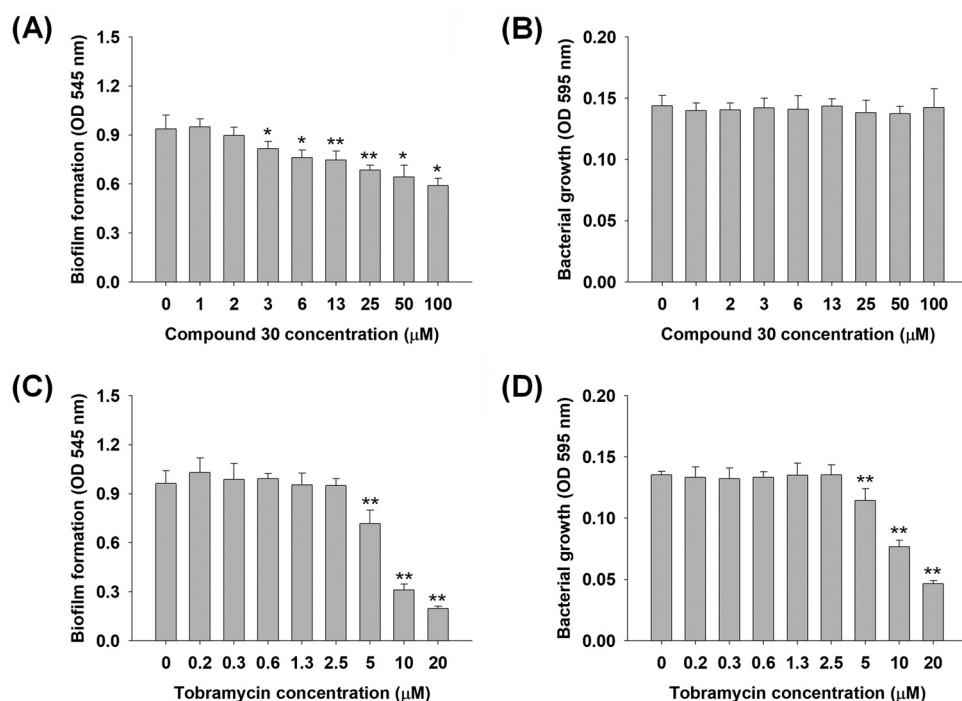 (A)
Biofilm formation (OD 545 nm)
1.5
1.2
0.9
0.6
0.3
0.0
* * ** ** * *
0 1 2 3 6 13 25 50 100
Compound 30 concentration (μM)
(B)
Bacterial growth (OD 595 nm)
0.20
0.15
0.10
0.05
0.00
0 1 2 3 6 13 25 50 100
Compound 30 concentration (μM)
(C)
Biofilm formation (OD 545 nm)
1.5
1.2
0.9
0.6
0.3
0.0
** ** **
0 0.2 0.3 0.6 1.3 2.5 5 10 20
Tobramycin concentration (μM)
(D)
Bacterial growth (OD 595 nm)
0.20
0.15
0.10
0.05
0.00
** ** **
0 0.2 0.3 0.6 1.3 2.5 5 10 20
Tobramycin concentration (μM)